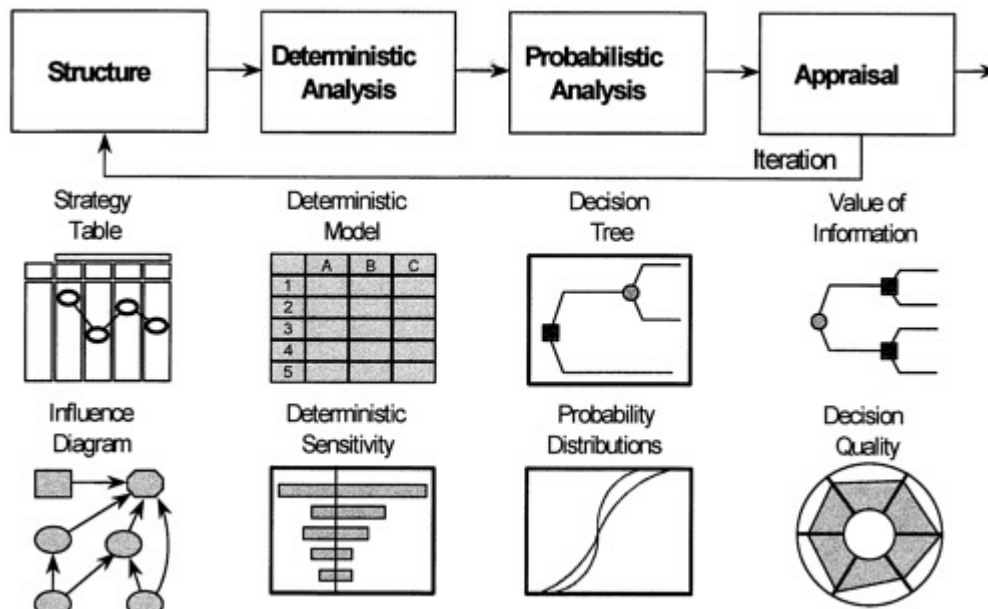 Structure
Deterministic
Analysis
Probabilistic
Analysis
Appraisal
Iteration
Strategy
Table
Deterministic
Model
Decision
Tree
Value of
Information
A B C
1
2
3
4
5
Influence
Diagram
Deterministic
Sensitivity
Probability
Distributions
Decision
Quality